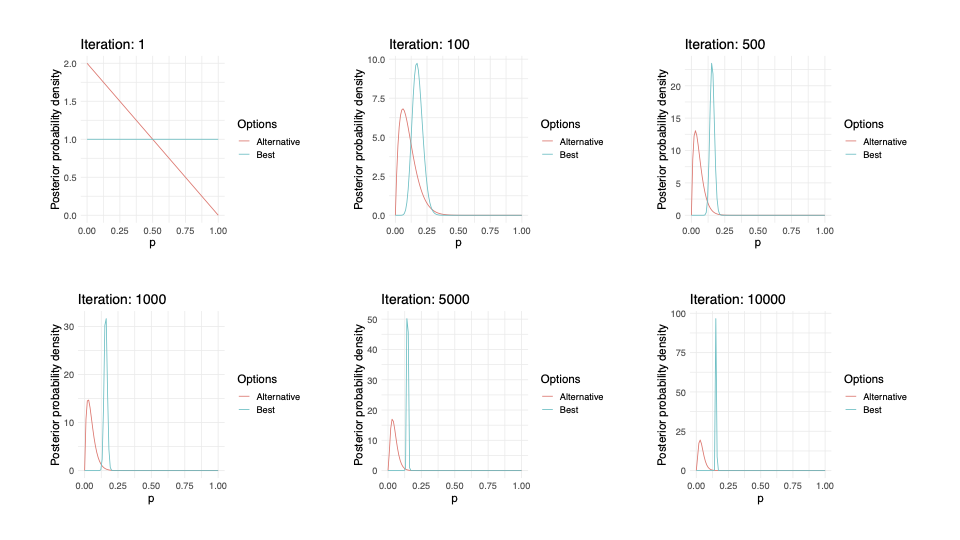 Iteration: 1
Posterior probability density
2.0
1.5
1.0
0.5
0.0
0.00 0.25 0.50 0.75 1.00
p
Options
Alternative
Best
Iteration: 100
Posterior probability density
10.0
7.5
5.0
2.5
0.0
0.00 0.25 0.50 0.75 1.00
p
Options
Alternative
Best
Iteration: 500
Posterior probability density
20
15
10
5
0
0.00 0.25 0.50 0.75 1.00
p
Options
Alternative
Best
Iteration: 1000
Posterior probability density
30
20
10
0
0.00 0.25 0.50 0.75 1.00
p
Options
Alternative
Best
Iteration: 5000
Posterior probability density
50
40
30
20
10
0
0.00 0.25 0.50 0.75 1.00
p
Options
Alternative
Best
Iteration: 10000
Posterior probability density
100
75
50
25
0
0.00 0.25 0.50 0.75 1.00
p
Options
Alternative
Best